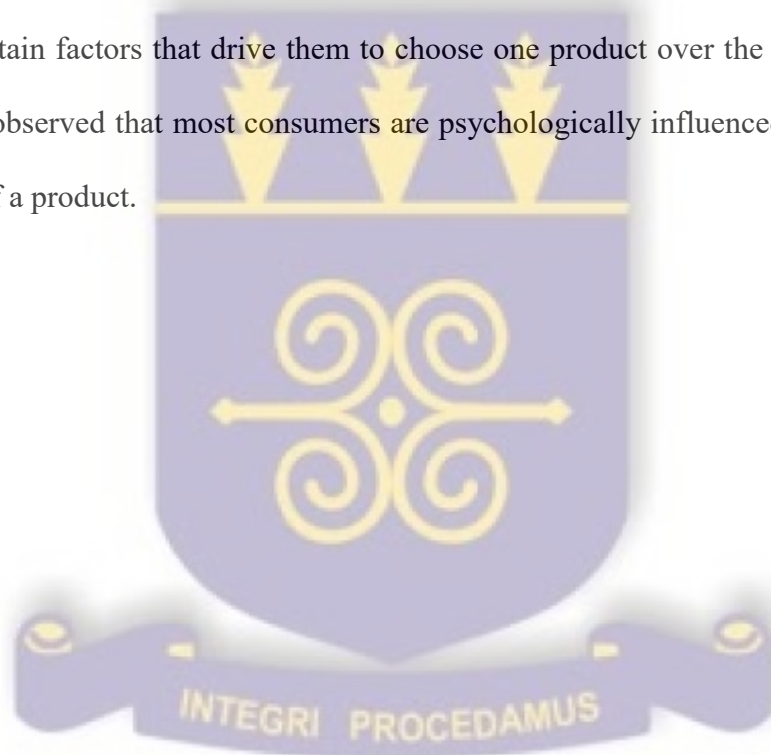 tain factors that drive them to choose one product over the
observed that most consumers are psychologically influenced
f a product.
INTEGRI PROCEDAMUS